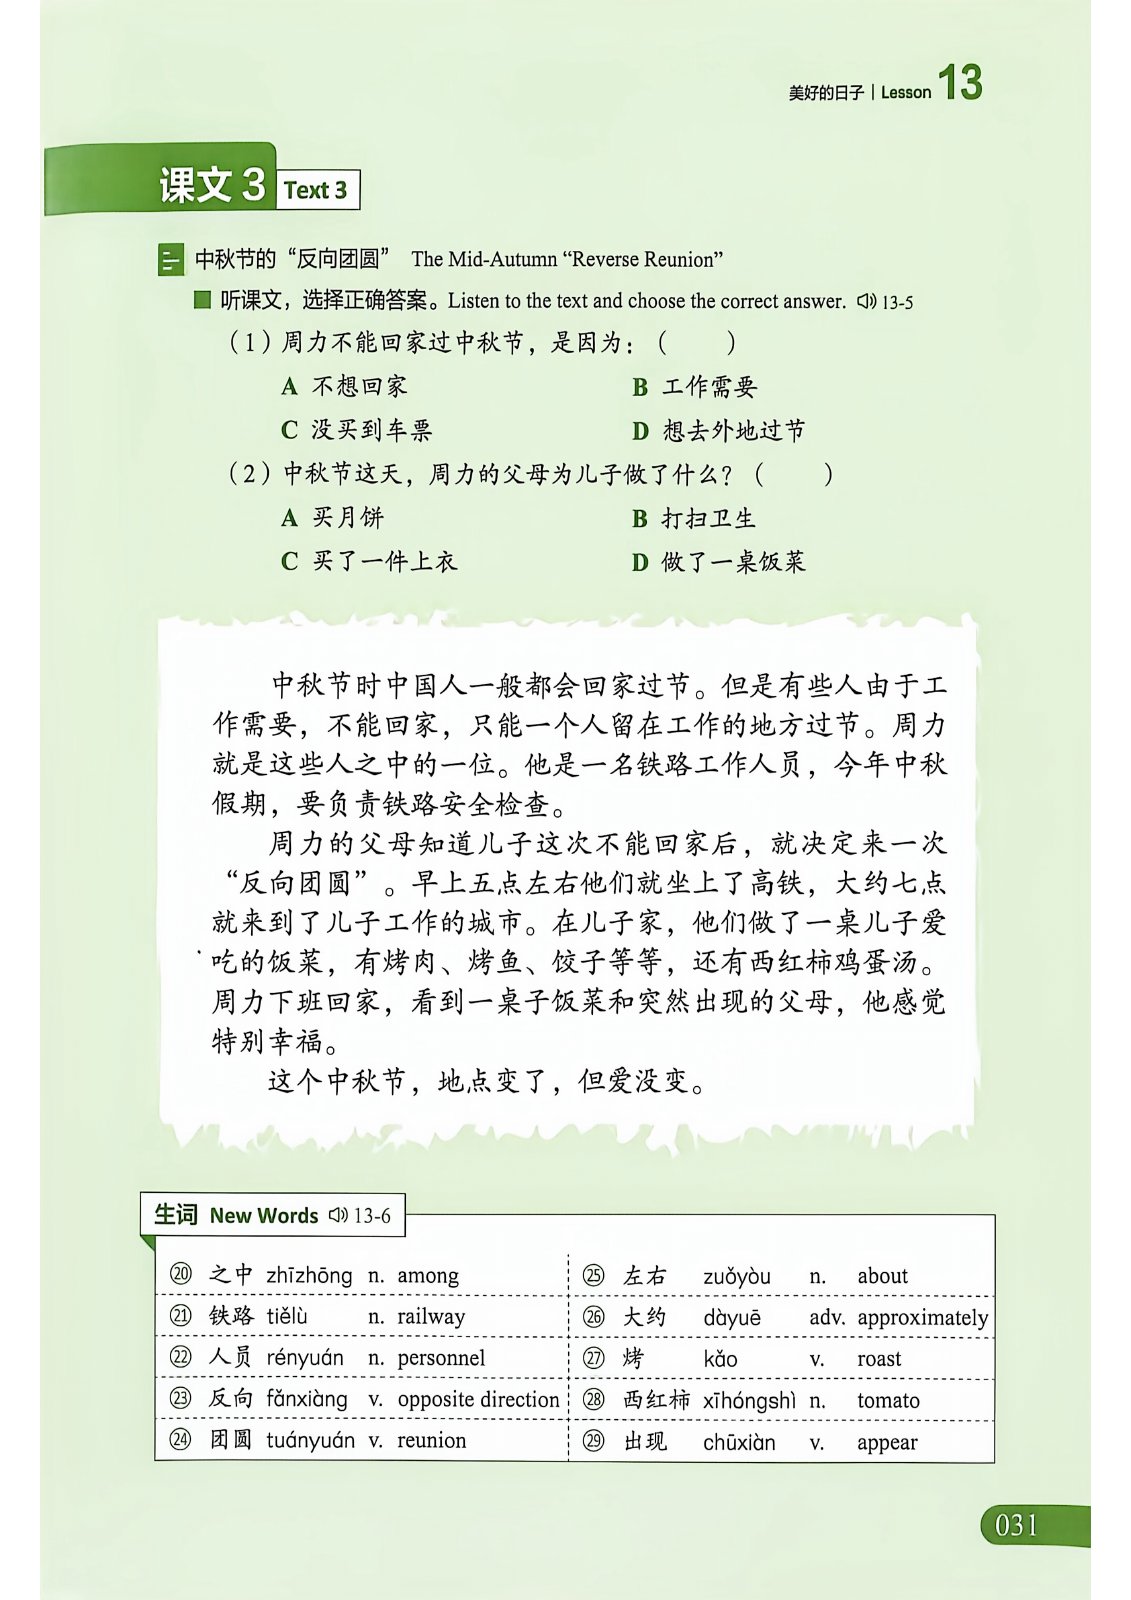 美好的日子 | Lesson 13
课文 3 Text 3
三 中秋节的“反向团圆” The Mid-Autumn “Reverse Reunion”
听课文，选择正确答案。Listen to the text and choose the correct answer. 13-5
（1）周力不能回家过中秋节，是因为：（ ）
A 不想回家 B 工作需要
C 没买到车票 D 想去外地过节
（2）中秋节这天，周力的父母为儿子做了什么？（ ）
A 买月饼 B 打扫卫生
C 买了一件上衣 D 做了一桌饭菜
中秋节时中国人一般都会回家过节。但是有些人由于工
作需要，不能回家，只能一个人留在工作的地方过节。周力
就是这些人之中的一位。他是一名铁路工作人员，今年中秋
假期，要负责铁路安全检查。
周力的父母知道儿子这次不能回家后，就决定来一次
“反向团圆”。早上五点左右他们就坐上了高铁，大约七点
就来到了儿子工作的城市。在儿子家，他们做了一桌儿子爱
吃的饭菜，有烤肉、烤鱼、饺子等等，还有西红柿鸡蛋汤。
周力下班回家，看到一桌子饭菜和突然出现的父母，他感觉
特别幸福。
这个中秋节，地点变了，但爱没变。
生词 New Words 13-6
⑳ 之中 zhīzhōng n. among
㉑ 铁路 tiělù n. railway
㉒ 人员 rényuán n. personnel
㉓ 反向 fǎnxiàng v. opposite direction
㉔ 团圆 tuányuán v. reunion
㉕ 左右 zuǒyòu n. about
㉖ 大约 dàyuē adv. approximately
㉗ 烤 kǎo v. roast
㉘ 西红柿 xīhóngshì n. tomato
㉙ 出现 chūxiàn v. appear
031